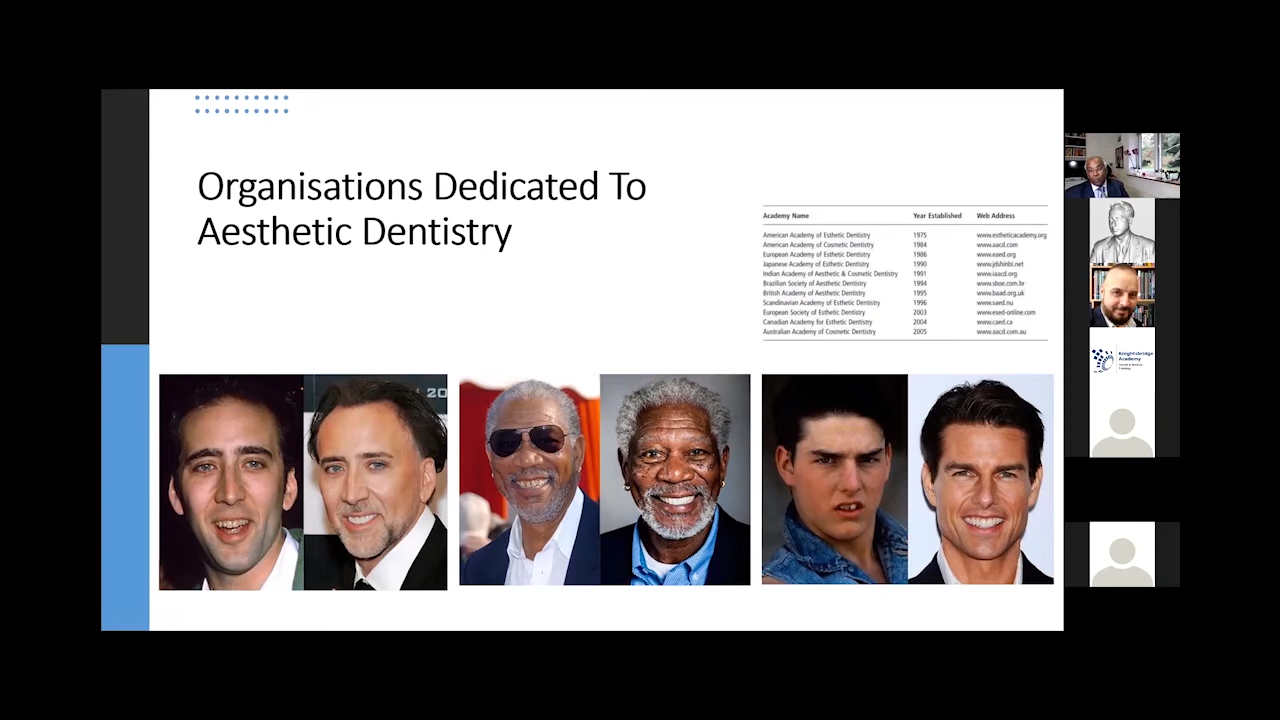 Organisations Dedicated To
Aesthetic Dentistry
Academy Name Year Established Web Address
American Academy of Esthetic Dentistry 1975 www.estheticacademy.org
American Academy of Cosmetic Dentistry 1984 www.aacd.com
European Academy of Esthetic Dentistry 1986 www.eaed.org
Japanese Academy of Esthetic Dentistry 1990 www.jdshinbi.net
Indian Academy of Aesthetic & Cosmetic Dentistry 1991 www.iaacd.org
Brazilian Society of Aesthetic Dentistry 1994 www.sboe.com.br
British Academy of Aesthetic Dentistry 1995 www.baad.org.uk
Scandinavian Academy of Esthetic Dentistry 1996 www.saed.nu
European Society of Esthetic Dentistry 2003 www.esed-online.com
Canadian Academy for Esthetic Dentistry 2004 www.caed.ca
Australian Academy of Cosmetic Dentistry 2005 www.aacd.com.au
20
Knightsbridge
Academy